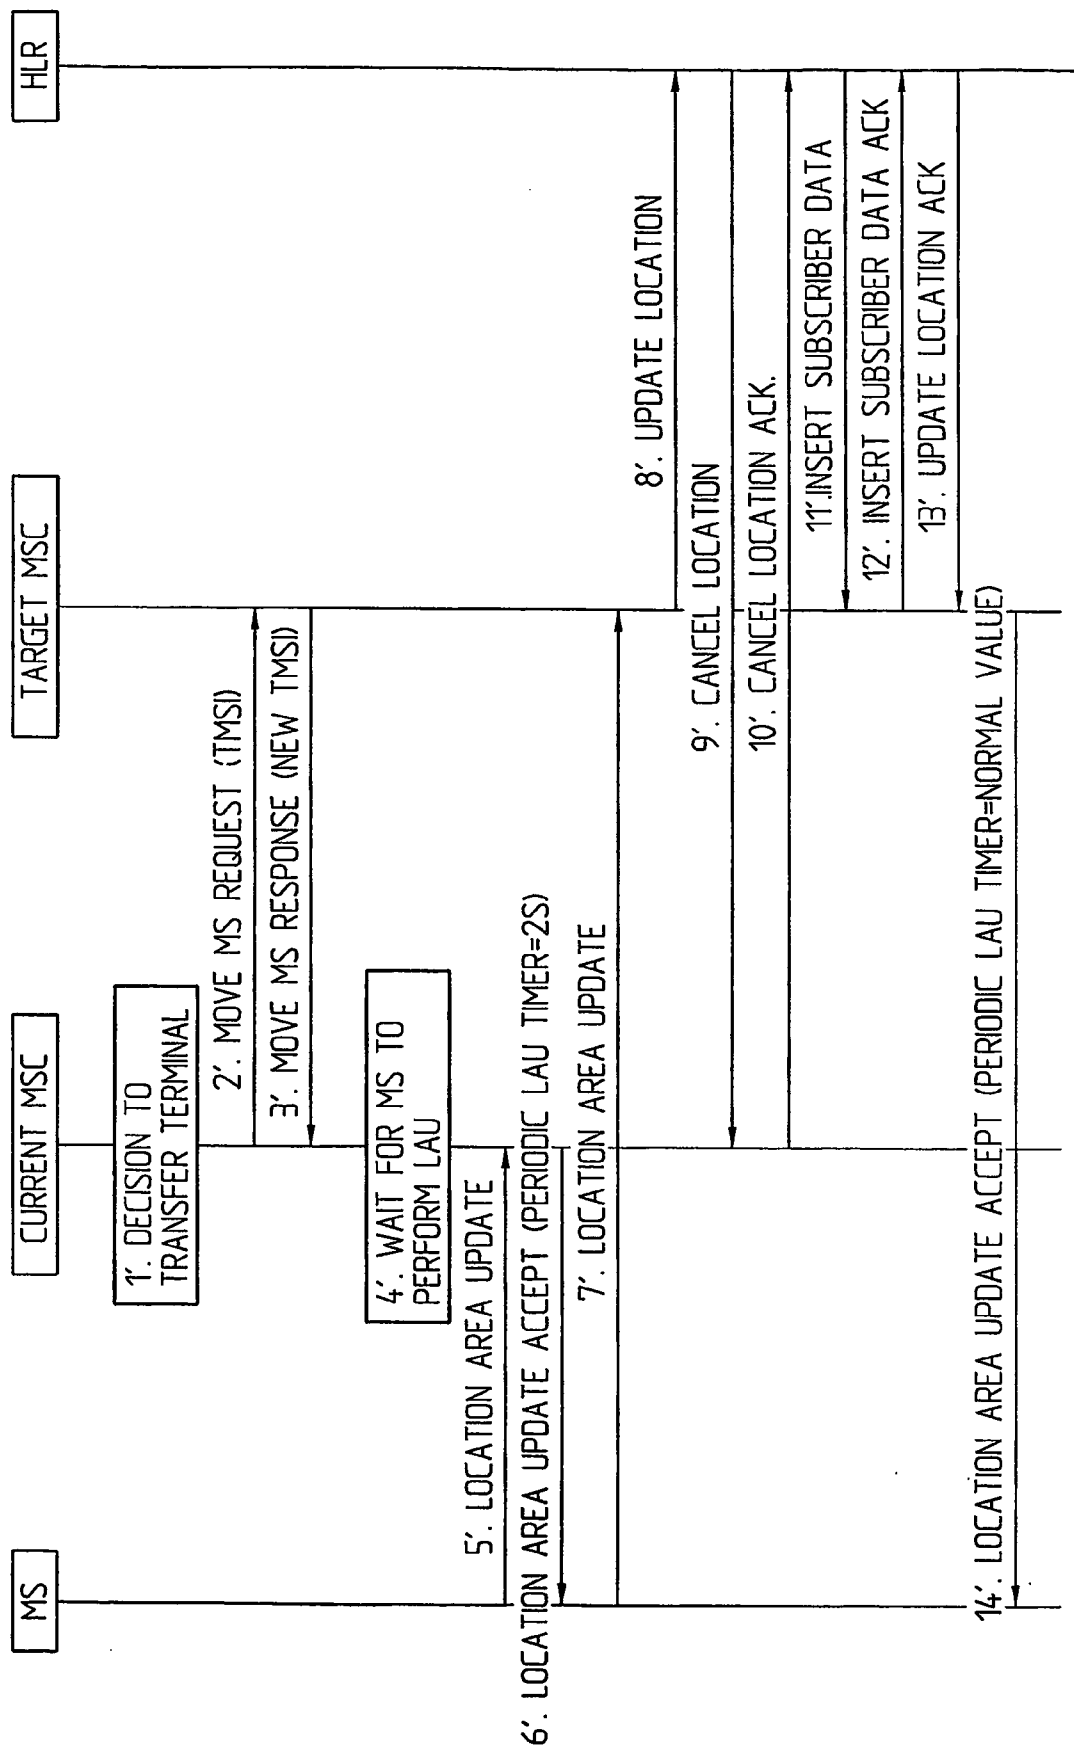 MS
CURRENT MSC
TARGET MSC
HLR
1'. DECISION TO
TRANSFER TERMINAL
2'. MOVE MS REQUEST (TMSI)
3'. MOVE MS RESPONSE (NEW TMSI)
4'. WAIT FOR MS TO
PERFORM LAU
5'. LOCATION AREA UPDATE
6'. LOCATION AREA UPDATE ACCEPT (PERIODIC LAU TIMER=2S)
7'. LOCATION AREA UPDATE
8'. UPDATE LOCATION
9'. CANCEL LOCATION
10'. CANCEL LOCATION ACK.
11'.INSERT SUBSCRIBER DATA
12'. INSERT SUBSCRIBER DATA ACK
13'. UPDATE LOCATION ACK
14'. LOCATION AREA UPDATE ACCEPT (PERIODIC LAU TIMER=NORMAL VALUE)